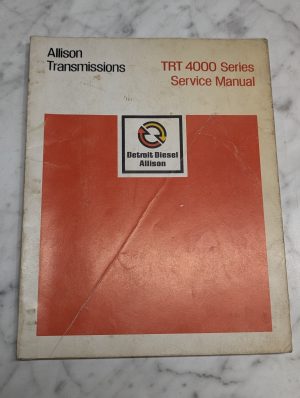 Allison
Transmissions
TRT 4000 Series
Service Manual
Detroit Diesel
Allison